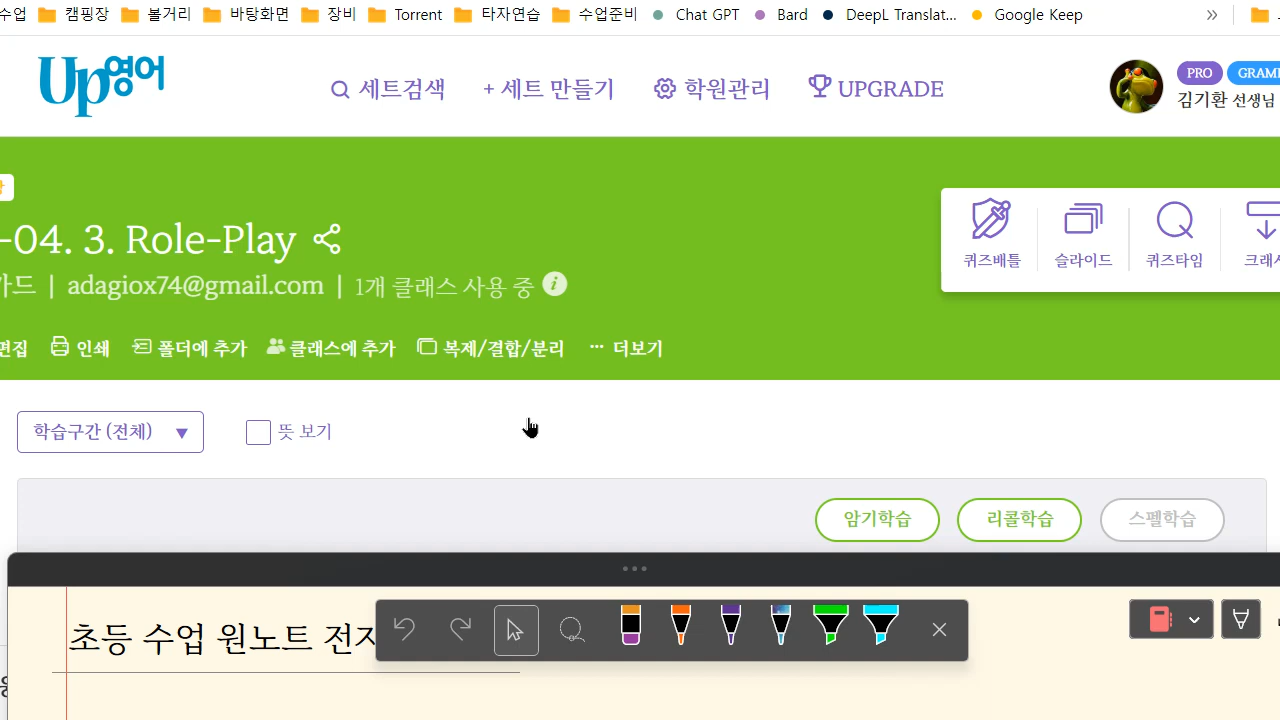 수업 캠핑장 볼거리 바탕화면 장비 Torrent 타자연습 수업준비 Chat GPT Bard DeepL Translat... Google Keep »
Up영어
세트검색 + 세트 만들기 학원관리 UPGRADE
PRO
김기환 선생님
-04. 3. Role-Play
| adagiox74@gmail.com | 1개 클래스 사용 중 i
퀴즈배틀 슬라이드 퀴즈타임
편집 인쇄 폴더에 추가 클래스에 추가 복제/결합/분리 ··· 더보기
학습구간 (전체) ▼ 뜻 보기
암기학습 리콜학습 스펠학습
초등 수업 원노트